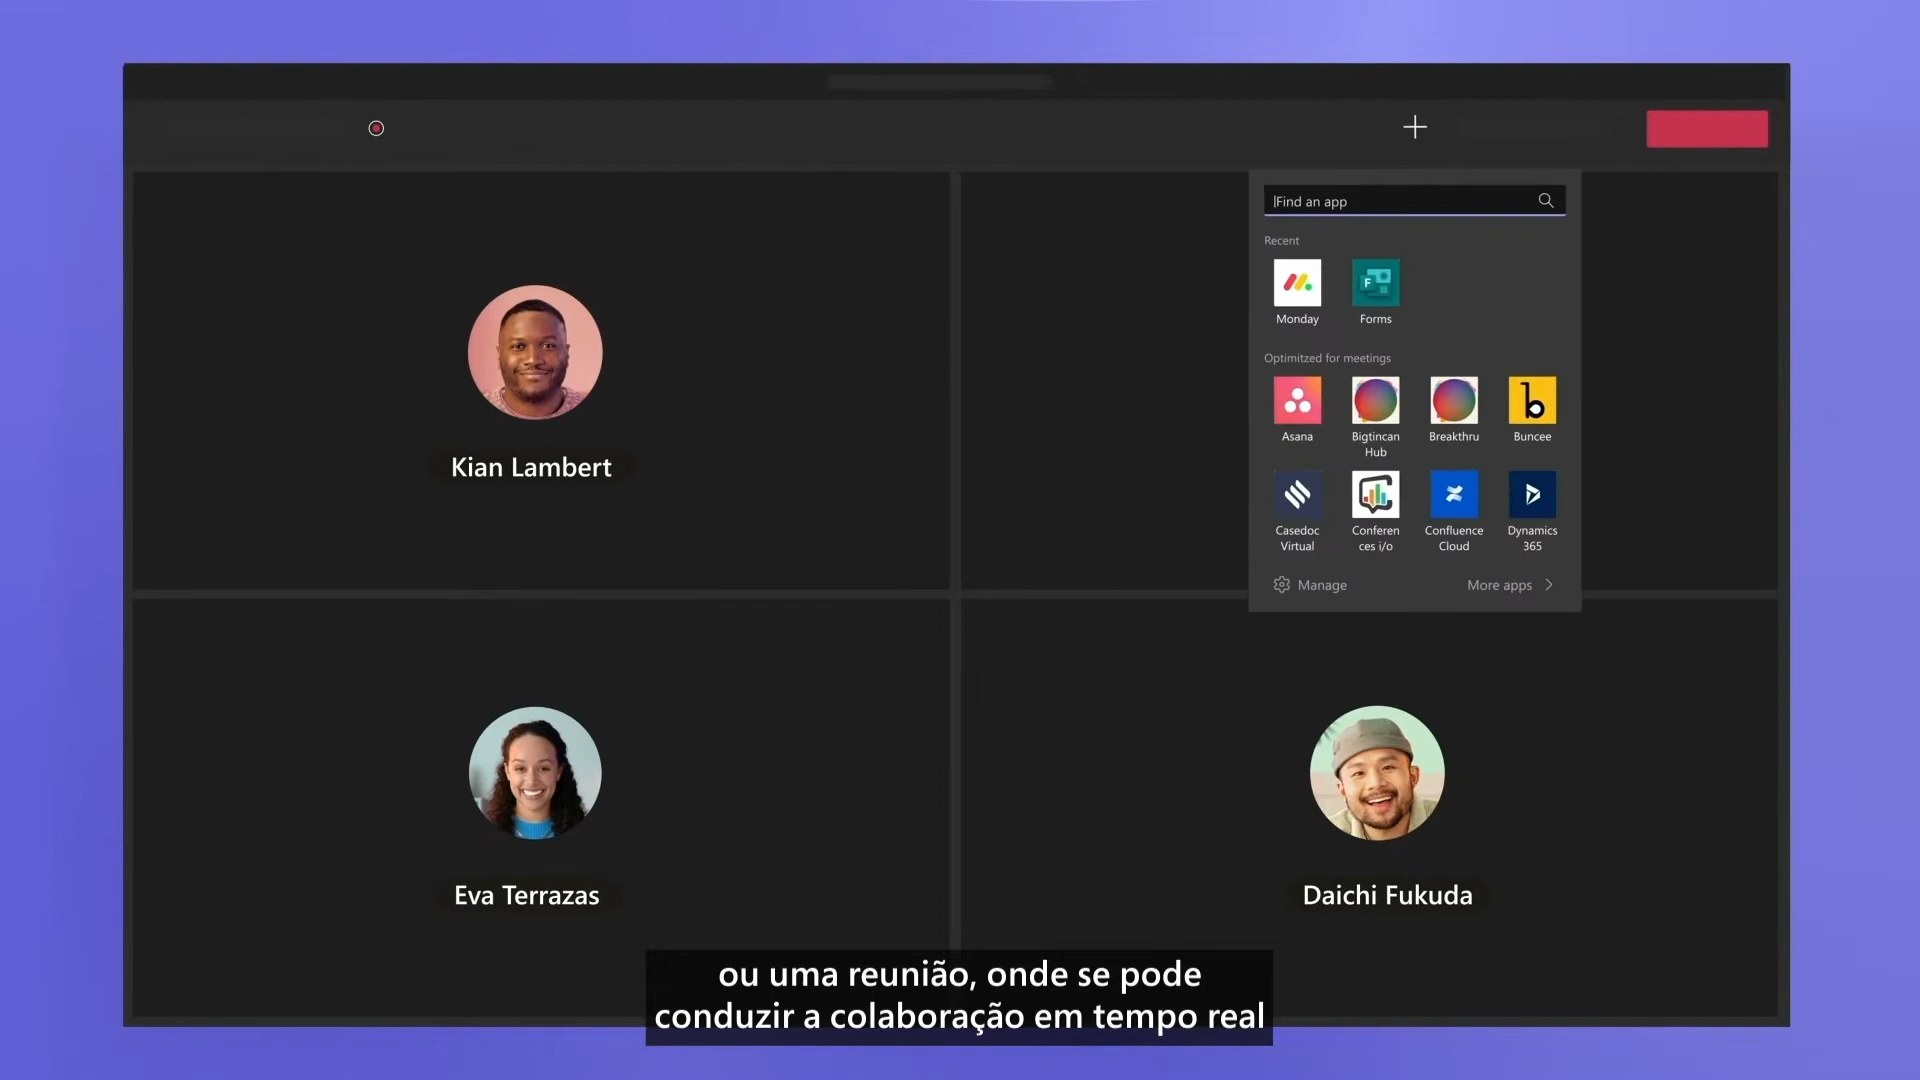 Find an app
Recent
Monday
Forms
Optimitzed for meetings
Asana
Bigtincan
Hub
Breakthru
Buncee
Casedoc
Virtual
Conferen
ces i/o
Confluence
Cloud
Dynamics
365
Manage
More apps
Kian Lambert
Eva Terrazas
Daichi Fukuda
ou uma reunião, onde se pode
conduzir a colaboração em tempo real